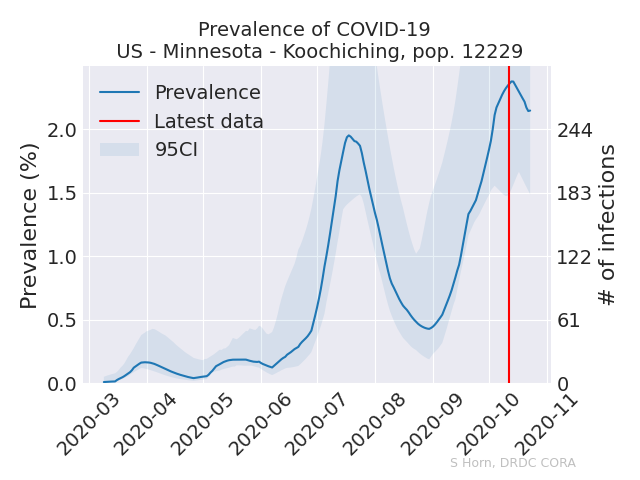 Prevalence of COVID-19
US - Minnesota - Koochiching, pop. 12229
Prevalence
Latest data
95CI
Prevalence (%)
2.0
1.5
1.0
0.5
0.0
244
183
122
61
0
# of infections
2020-03
2020-04
2020-05
2020-06
2020-07
2020-08
2020-09
2020-10
2020-11
S Horn, DRDC CORA